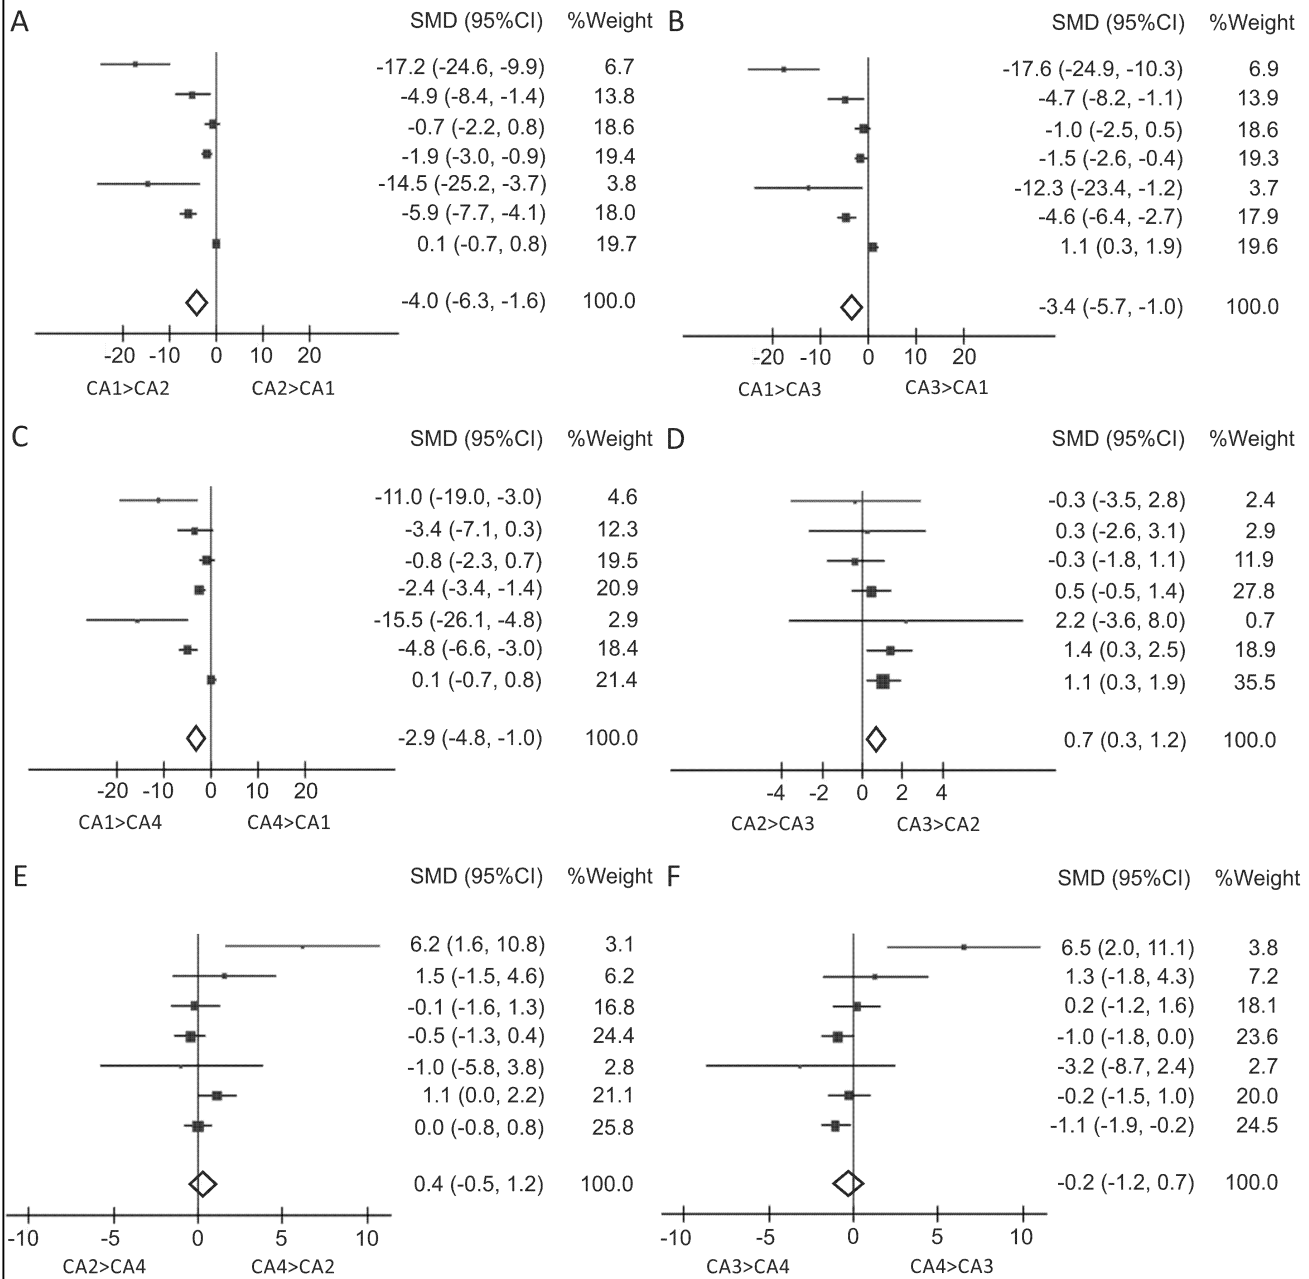 A
SMD (95%CI) %Weight
-17.2 (-24.6, -9.9) 6.7
-4.9 (-8.4, -1.4) 13.8
-0.7 (-2.2, 0.8) 18.6
-1.9 (-3.0, -0.9) 19.4
-14.5 (-25.2, -3.7) 3.8
-5.9 (-7.7, -4.1) 18.0
0.1 (-0.7, 0.8) 19.7
-4.0 (-6.3, -1.6) 100.0
-20 -10 0 10 20
CA1>CA2 CA2>CA1
B
SMD (95%CI) %Weight
-17.6 (-24.9, -10.3) 6.9
-4.7 (-8.2, -1.1) 13.9
-1.0 (-2.5, 0.5) 18.6
-1.5 (-2.6, -0.4) 19.3
-12.3 (-23.4, -1.2) 3.7
-4.6 (-6.4, -2.7) 17.9
1.1 (0.3, 1.9) 19.6
-3.4 (-5.7, -1.0) 100.0
-20 -10 0 10 20
CA1>CA3 CA3>CA1
C
SMD (95%CI) %Weight
-11.0 (-19.0, -3.0) 4.6
-3.4 (-7.1, 0.3) 12.3
-0.8 (-2.3, 0.7) 19.5
-2.4 (-3.4, -1.4) 20.9
-15.5 (-26.1, -4.8) 2.9
-4.8 (-6.6, -3.0) 18.4
0.1 (-0.7, 0.8) 21.4
-2.9 (-4.8, -1.0) 100.0
-20 -10 0 10 20
CA1>CA4 CA4>CA1
D
SMD (95%CI) %Weight
-0.3 (-3.5, 2.8) 2.4
0.3 (-2.6, 3.1) 2.9
-0.3 (-1.8, 1.1) 11.9
0.5 (-0.5, 1.4) 27.8
2.2 (-3.6, 8.0) 0.7
1.4 (0.3, 2.5) 18.9
1.1 (0.3, 1.9) 35.5
0.7 (0.3, 1.2) 100.0
-4 -2 0 2 4
CA2>CA3 CA3>CA2
E
SMD (95%CI) %Weight
6.2 (1.6, 10.8) 3.1
1.5 (-1.5, 4.6) 6.2
-0.1 (-1.6, 1.3) 16.8
-0.5 (-1.3, 0.4) 24.4
-1.0 (-5.8, 3.8) 2.8
1.1 (0.0, 2.2) 21.1
0.0 (-0.8, 0.8) 25.8
0.4 (-0.5, 1.2) 100.0
-10 -5 0 5 10
CA2>CA4 CA4>CA2
F
SMD (95%CI) %Weight
6.5 (2.0, 11.1) 3.8
1.3 (-1.8, 4.3) 7.2
0.2 (-1.2, 1.6) 18.1
-1.0 (-1.8, 0.0) 23.6
-3.2 (-8.7, 2.4) 2.7
-0.2 (-1.5, 1.0) 20.0
-1.1 (-1.9, -0.2) 24.5
-0.2 (-1.2, 0.7) 100.0
-10 -5 0 5 10
CA3>CA4 CA4>CA3